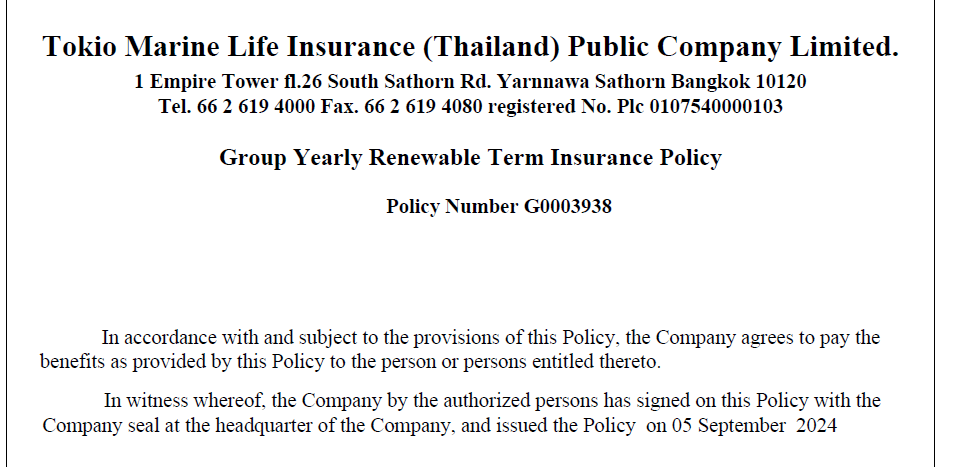 Tokio Marine Life Insurance (Thailand) Public Company Limited.
1 Empire Tower fl.26 South Sathorn Rd. Yarnnawa Sathorn Bangkok 10120
Tel. 66 2 619 4000 Fax. 66 2 619 4080 registered No. Plc 0107540000103
Group Yearly Renewable Term Insurance Policy
Policy Number G0003938
In accordance with and subject to the provisions of this Policy, the Company agrees to pay the
benefits as provided by this Policy to the person or persons entitled thereto.
In witness whereof, the Company by the authorized persons has signed on this Policy with the
Company seal at the headquarter of the Company, and issued the Policy on 05 September 2024